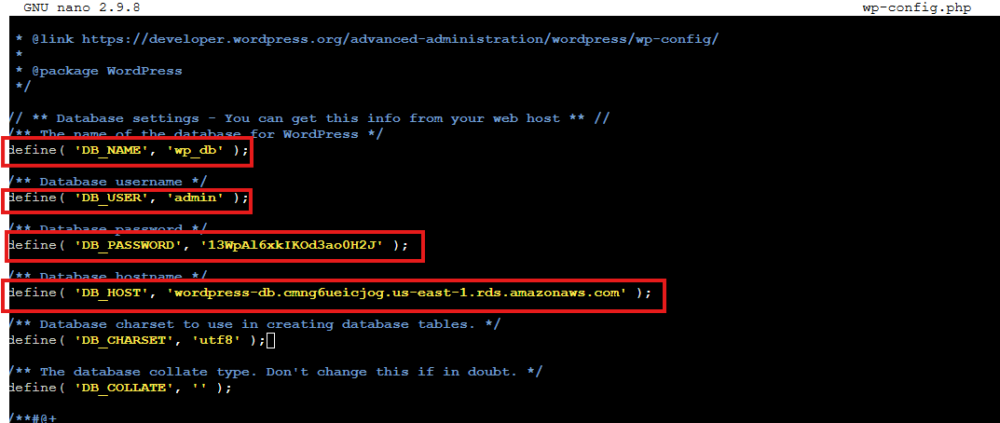 GNU nano 2.9.8 wp-config.php
* @link https://developer.wordpress.org/advanced-administration/wordpress/wp-config/
*
* @package WordPress
*/
// ** Database settings - You can get this info from your web host ** //
/** The name of the database for WordPress */
define( 'DB_NAME', 'wp_db' );
/** Database username */
define( 'DB_USER', 'admin' );
/** Database password */
define( 'DB_PASSWORD', '13WpAl6xkIKOd3ao0H2J' );
/** Database hostname */
define( 'DB_HOST', 'wordpress-db.cmng6ueicjog.us-east-1.rds.amazonaws.com' );
/** Database charset to use in creating database tables. */
define( 'DB_CHARSET', 'utf8' );
/** The database collate type. Don't change this if in doubt. */
define( 'DB_COLLATE', '' );
/**#@+